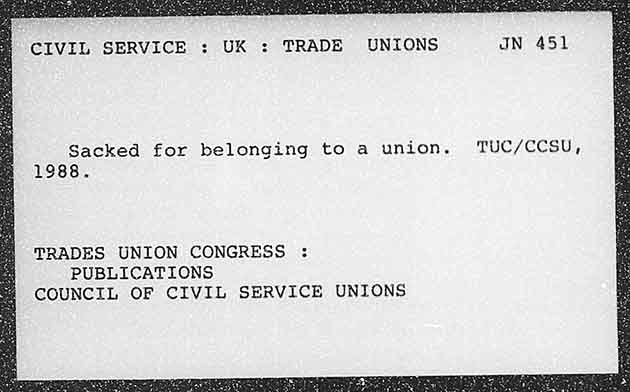 CIVIL SERVICE : UK : TRADE UNIONS JN 451
Sacked for belonging to a union. TUC/CCSU,
1988.
TRADES UNION CONGRESS :
PUBLICATIONS
COUNCIL OF CIVIL SERVICE UNIONS